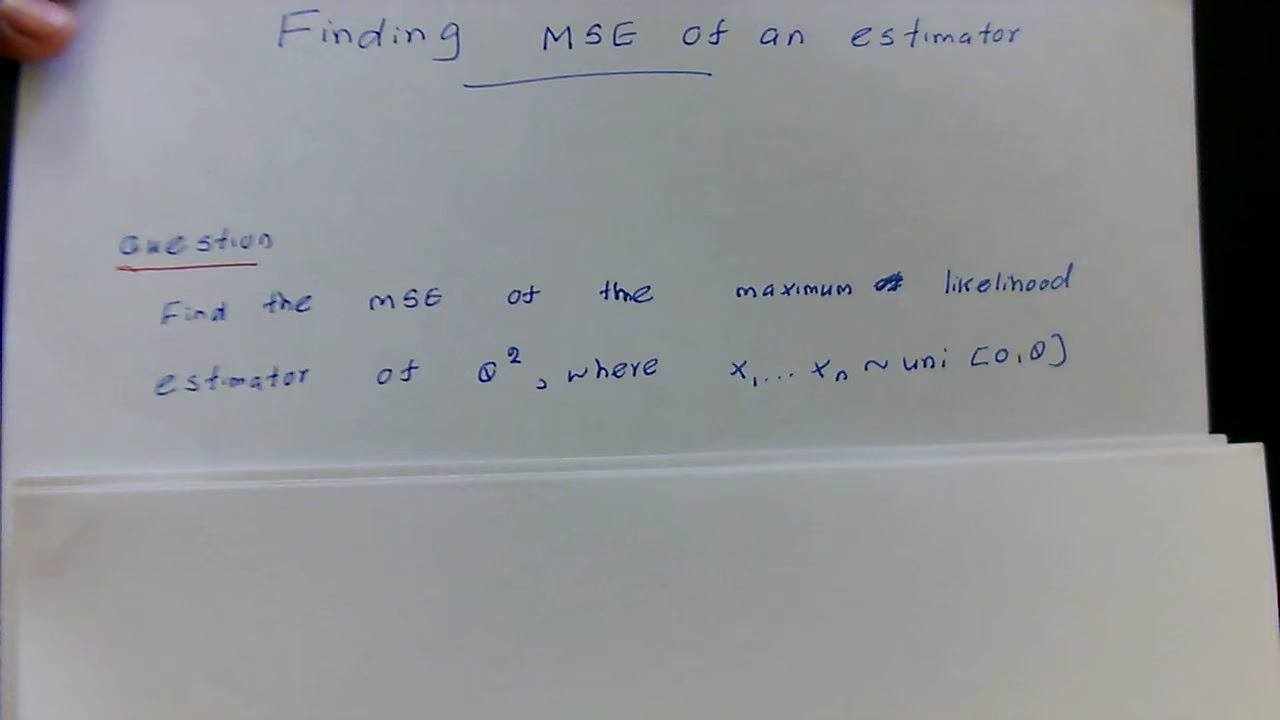 Finding MSE of an estimator
Question
Find the MSE of the maximum likelihood
estimator of θ², where x₁... xₙ ~ uni [0,θ]